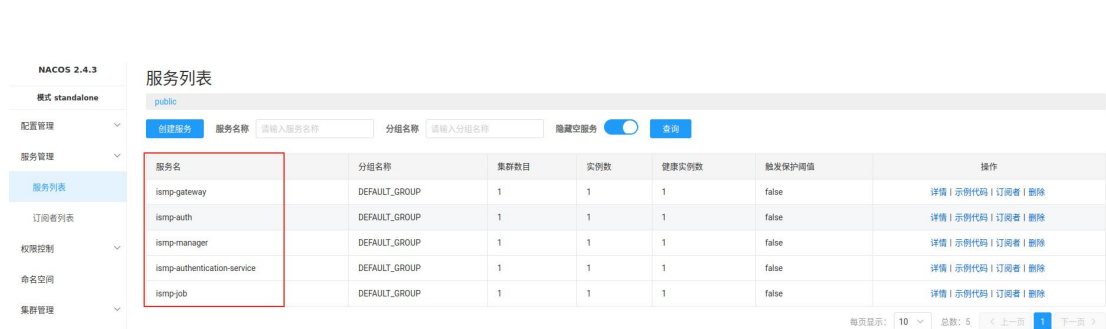 NACOS 2.4.3
模式 standalone
配置管理
服务管理
服务列表
订阅者列表
权限控制
命名空间
集群管理
服务列表
public
创建服务 服务名称 请输入服务名称 分组名称 请输入分组名称 隐藏空服务 查询
服务名 分组名称 集群数目 实例数 健康实例数 触发保护阈值 操作
ismp-gateway DEFAULT_GROUP 1 1 1 false 详情 | 示例代码 | 订阅者 | 删除
ismp-auth DEFAULT_GROUP 1 1 1 false 详情 | 示例代码 | 订阅者 | 删除
ismp-manager DEFAULT_GROUP 1 1 1 false 详情 | 示例代码 | 订阅者 | 删除
ismp-authentication-service DEFAULT_GROUP 1 1 1 false 详情 | 示例代码 | 订阅者 | 删除
ismp-job DEFAULT_GROUP 1 1 1 false 详情 | 示例代码 | 订阅者 | 删除
每页显示： 10 总数：5 < 上一页 1 下一页 >